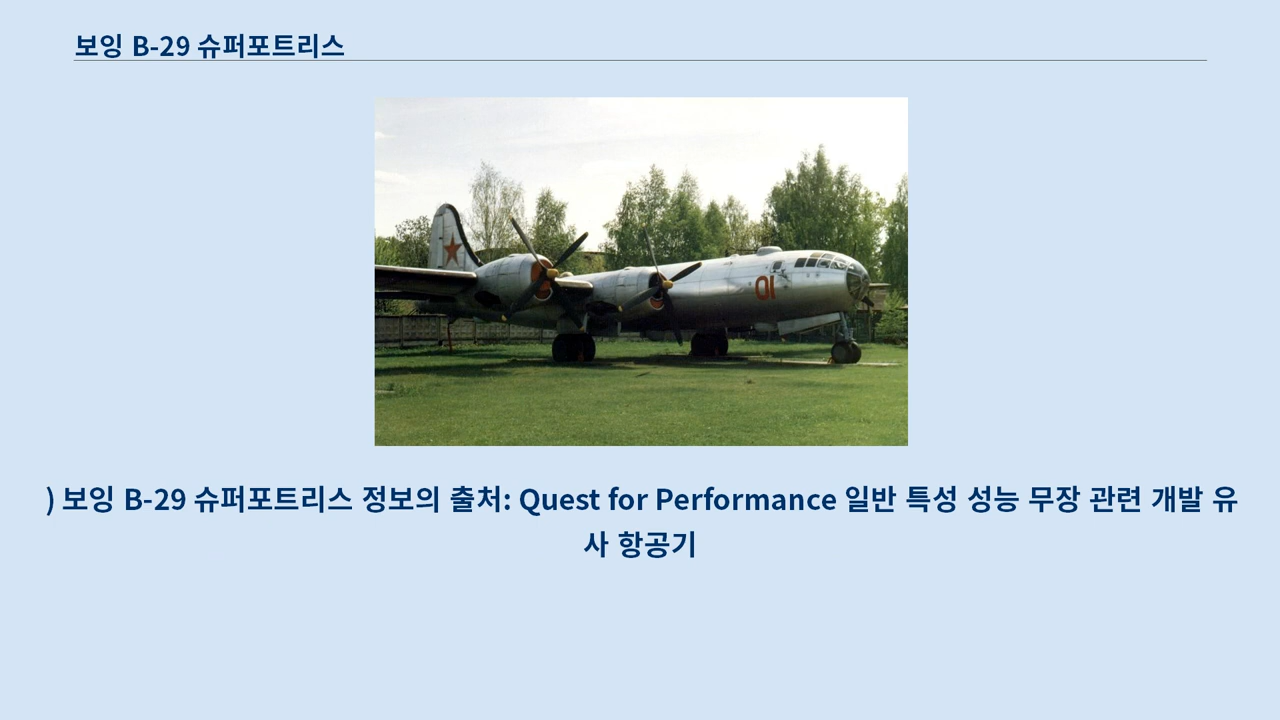 보잉 B-29 슈퍼포트리스
01
) 보잉 B-29 슈퍼포트리스 정보의 출처: Quest for Performance 일반 특성 성능 무장 관련 개발 유
사 항공기